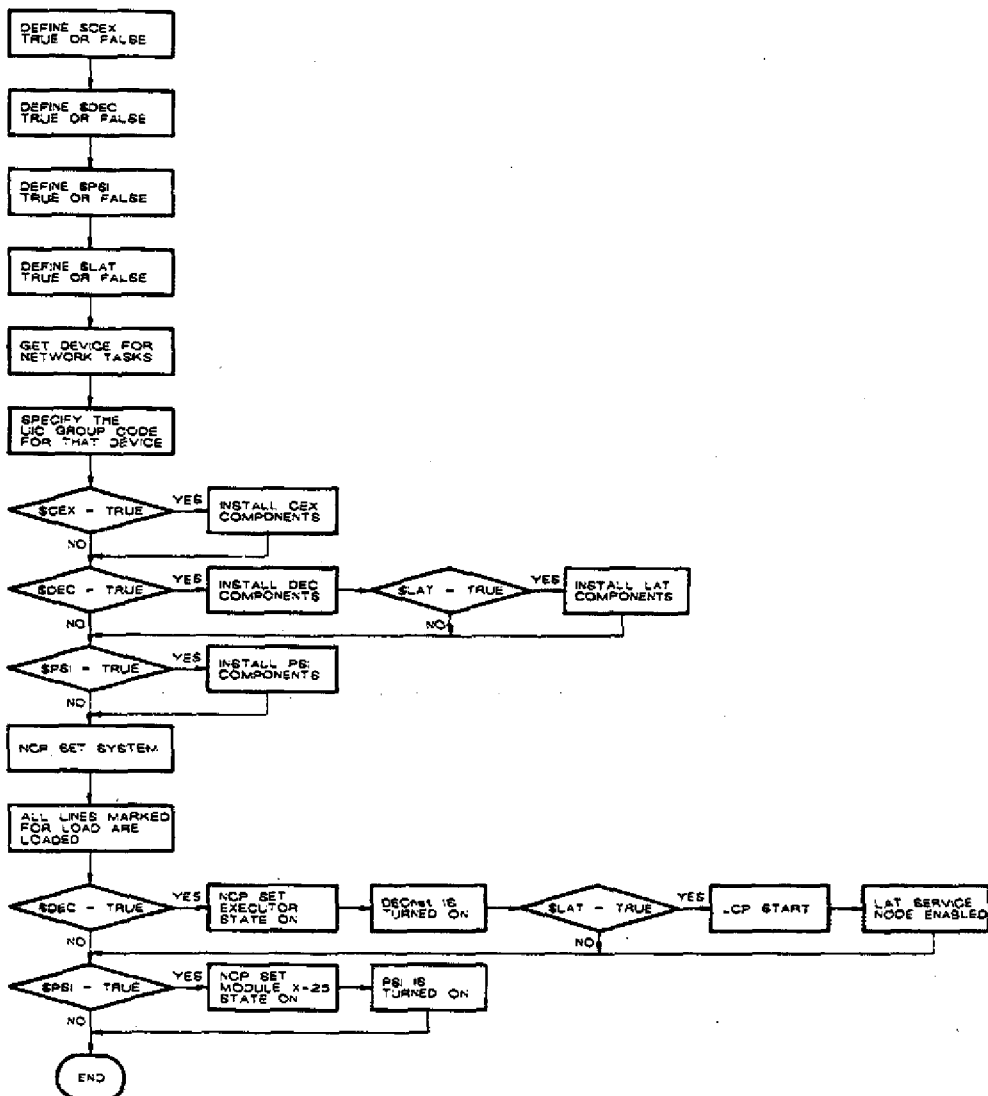 DEFINE $CEX
TRUE OR FALSE
DEFINE $DEC
TRUE OR FALSE
DEFINE $PSI
TRUE OR FALSE
DEFINE $LAT
TRUE OR FALSE
GET DEVICE FOR
NETWORK TASKS
SPECIFY THE
UIC GROUP CODE
FOR THAT DEVICE
$CEX = TRUE
YES
INSTALL CEX
COMPONENTS
NO
$DEC = TRUE
YES
INSTALL DEC
COMPONENTS
$LAT = TRUE
YES
INSTALL LAT
COMPONENTS
NO
NO
$PSI = TRUE
YES
INSTALL PSI
COMPONENTS
NO
NCP SET SYSTEM
ALL LINES MARKED
FOR LOAD ARE
LOADED
$DEC = TRUE
YES
NCP SET
EXECUTOR
STATE ON
DECnet IS
TURNED ON
$LAT = TRUE
YES
LCP START
LAT SERVICE
NODE ENABLED
NO
NO
$PSI = TRUE
YES
NCP SET
MODULE X-25
STATE ON
PSI IS
TURNED ON
NO
END